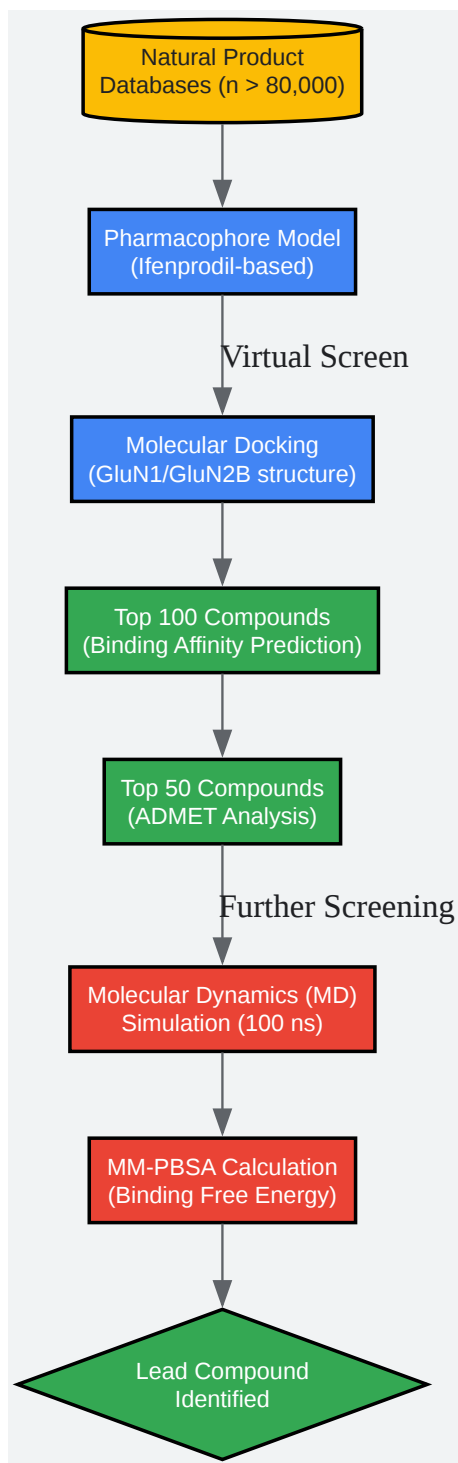 Natural Product
Databases (n > 80,000)
Pharmacophore Model
(Ifenprodil-based)
Virtual Screen
Molecular Docking
(GluN1/GluN2B structure)
Top 100 Compounds
(Binding Affinity Prediction)
Top 50 Compounds
(ADMET Analysis)
Further Screening
Molecular Dynamics (MD)
Simulation (100 ns)
MM-PBSA Calculation
(Binding Free Energy)
Lead Compound
Identified